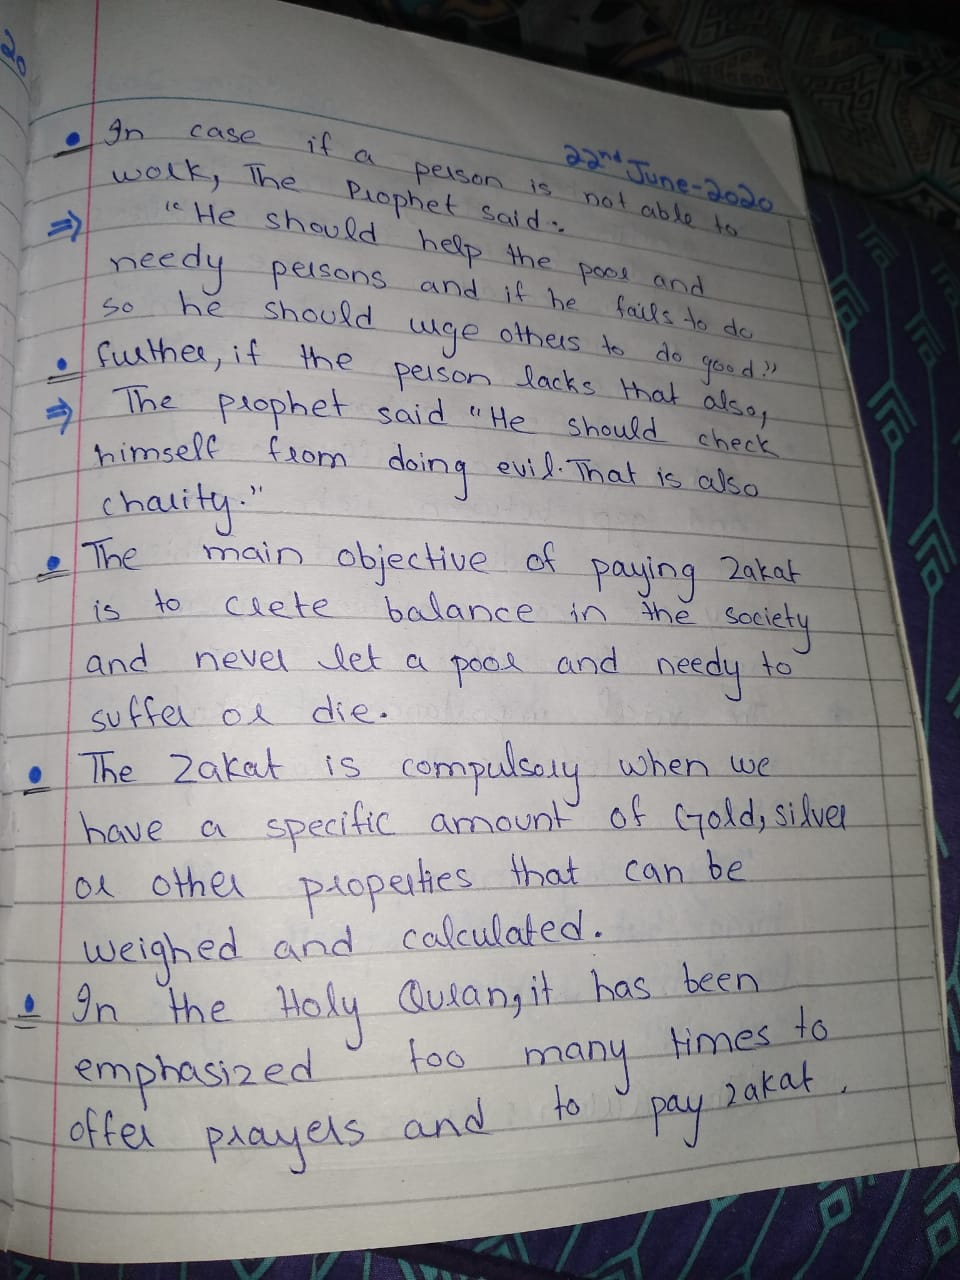 20
22nd June-2020
• In case if a person is not able to
walk, The Prophet said:
⇒ "He should help the poor and
needy persons and if he fails to do
so he should urge others to do good."
• further, if the person lacks that also,
⇒ The prophet said "He should check
himself from doing evil. That is also
charity."
• The main objective of paying Zakat
is to crete balance in the society
and never let a poor and needy to
suffer or die.
• The Zakat is compulsory when we
have a specific amount of Gold, silver
or other properties that can be
weighed and calculated.
• In the Holy Quran, it has been
emphasized too many times to
offer prayers and to pay zakat.